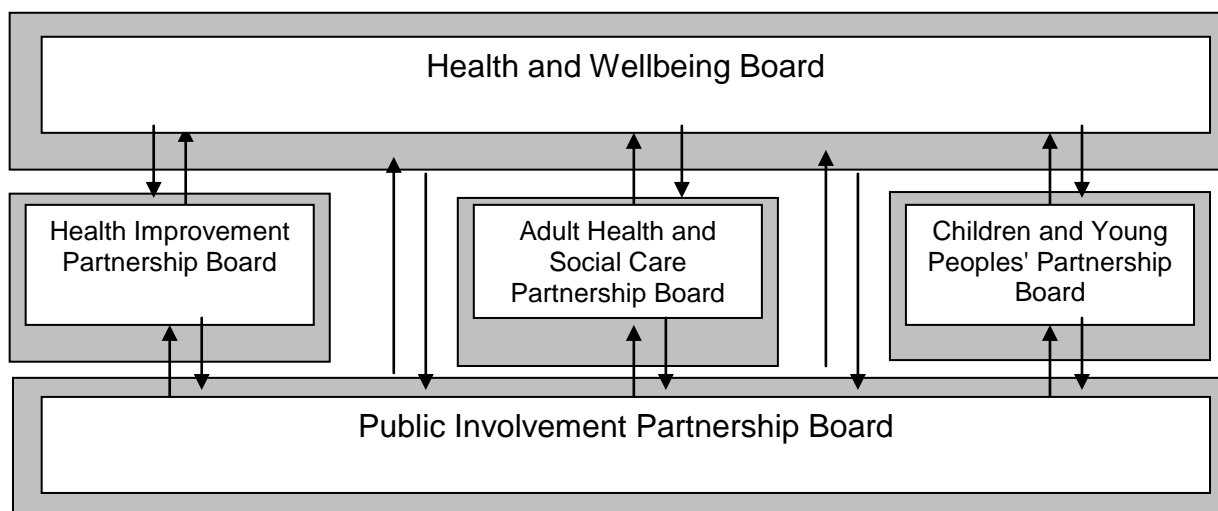 Health and Wellbeing Board
Health Improvement
Partnership Board
Adult Health and
Social Care
Partnership Board
Children and Young
Peoples' Partnership
Board
Public Involvement Partnership Board